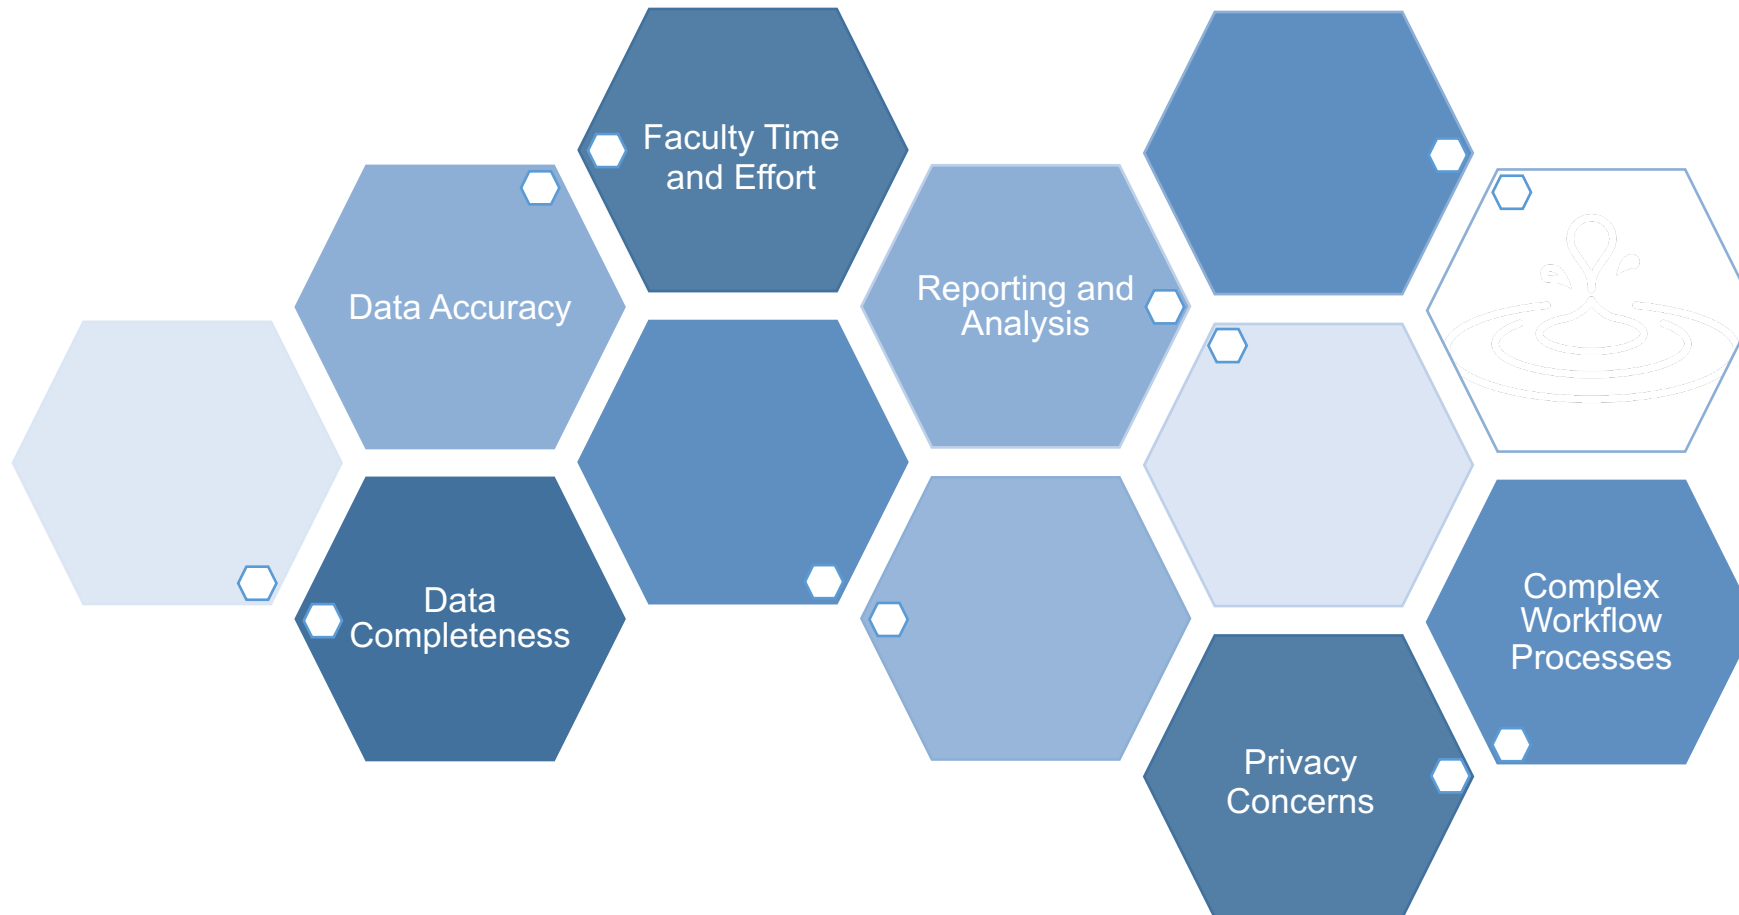 Faculty Time
and Effort
Data Accuracy
Reporting and
Analysis
Data
Completeness
Complex
Workflow
Processes
Privacy
Concerns